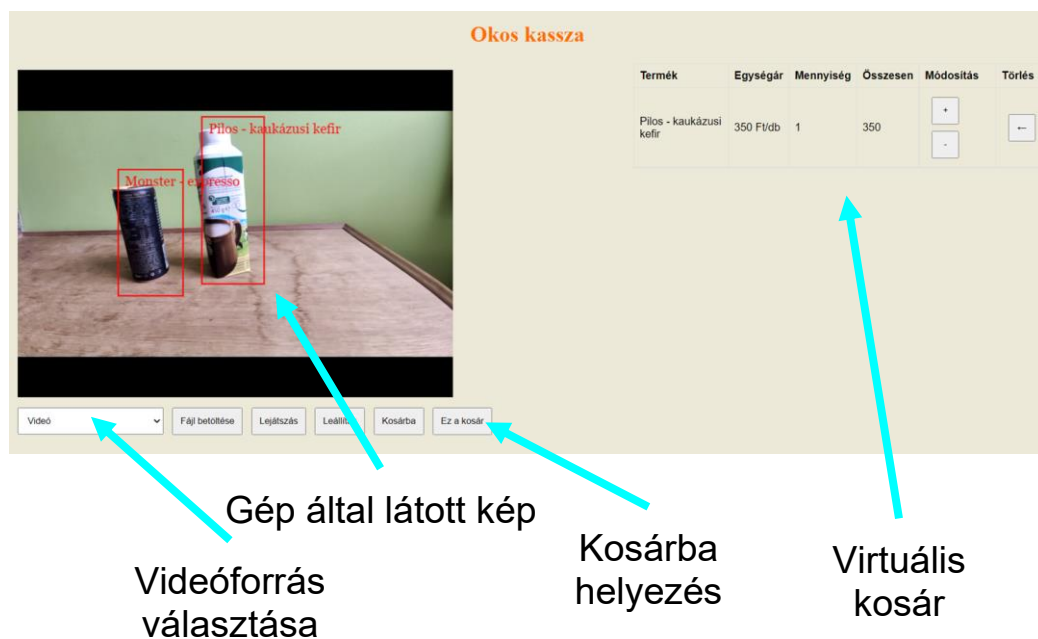 Okos kassza
Termék Egységár Mennyiség Összesen Módosítás Törlés
Pilos - kaukázusi
kefir
350 Ft/db 1 350
+
-
←
Pilos - kaukázusi kefir
Monster - expresso
Videó Fájl betöltése Lejátszás Kosárba Ez a kosár
Gép által látott kép
Videóforrás
választása
Kosárba
helyezés
Virtuális
kosár